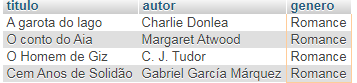 titulo autor genero
A garota do lago Charlie Donlea Romance
O conto do Aia Margaret Atwood Romance
O Homem de Giz C. J. Tudor Romance
Cem Anos de Solidão Gabriel García Márquez Romance